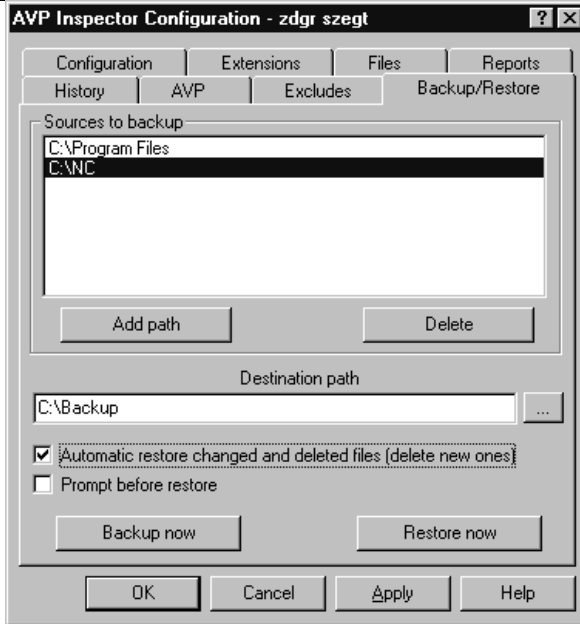 AVP Inspector Configuration - zdgr szegt
Configuration Extensions Files Reports
History AVP Excludes Backup/Restore
Sources to backup
C:\Program Files
C:\NC
Add path Delete
Destination path
C:\Backup ...
Automatic restore changed and deleted files (delete new ones)
Prompt before restore
Backup now Restore now
OK Cancel Apply Help